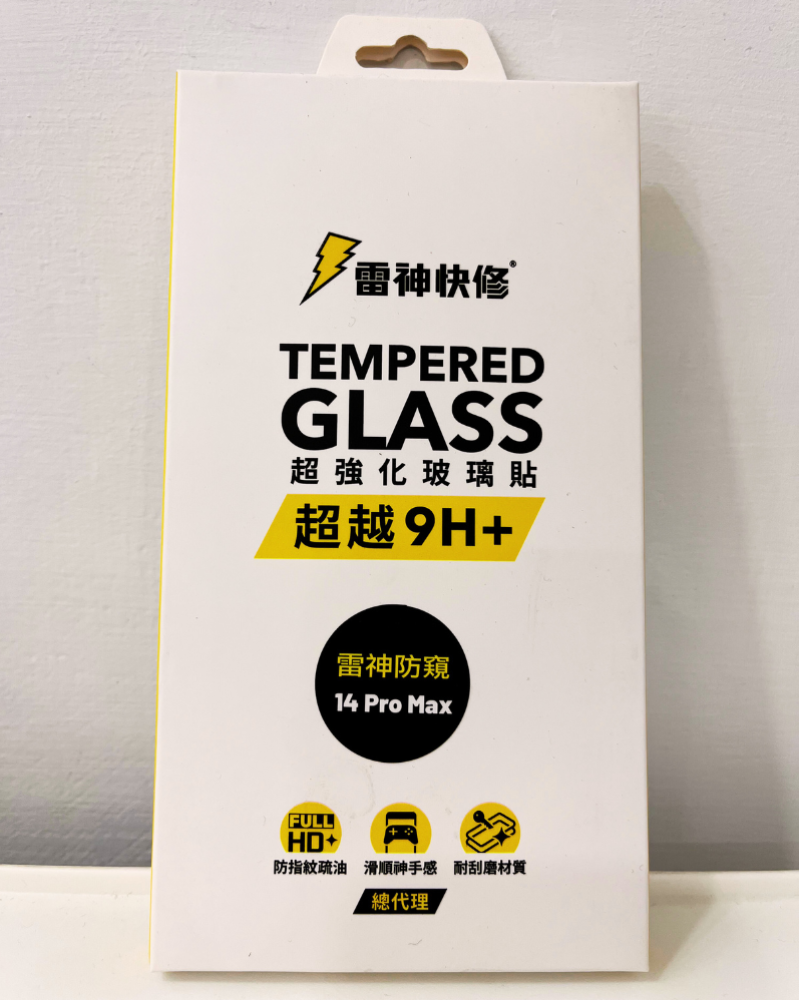 雷神快修®
TEMPERED
GLASS
超強化玻璃貼
超越9H+
雷神防窺
14 Pro Max
FULL
HD+
防指紋疏油 滑順神手感 耐刮磨材質
總代理